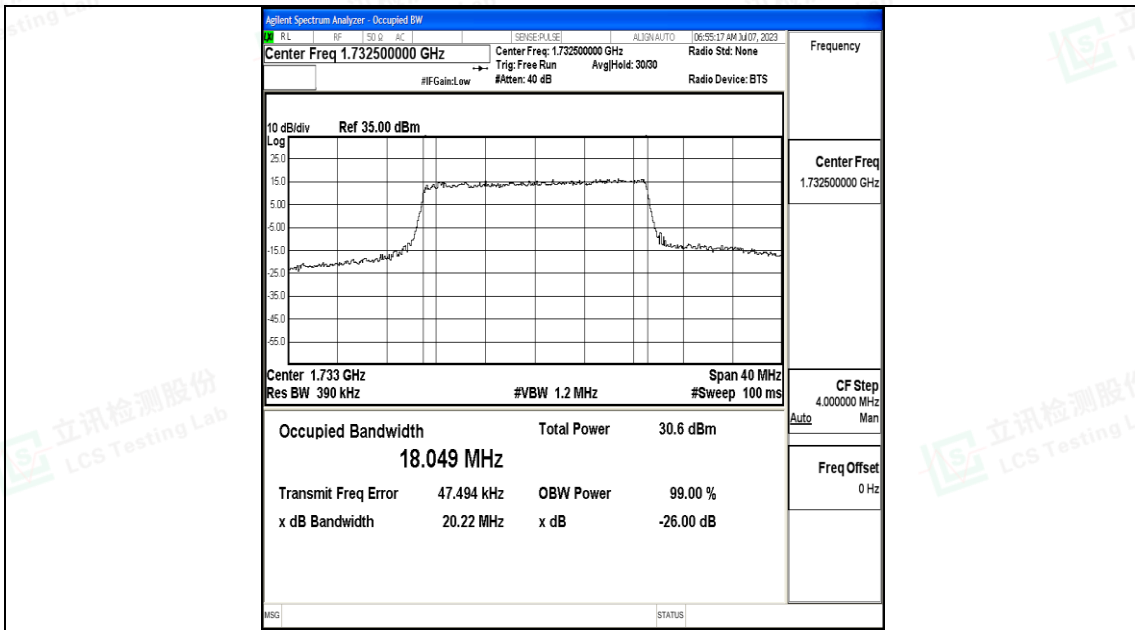 Agilent Spectrum Analyzer - Occupied BW
RL RF 50 Ω AC SENSE:PULSE ALIGN AUTO 06:55:17 AM Jul 07, 2023
Center Freq 1.732500000 GHz
Center Freq: 1.732500000 GHz
Radio Std: None
Trig: Free Run Avg|Hold: 30/30
#IFGain:Low #Atten: 40 dB Radio Device: BTS
Frequency
10 dB/div Ref 35.00 dBm
Log
25.0
15.0
5.00
-5.00
-15.0
-25.0
-35.0
-45.0
-55.0
Center 1.733 GHz Span 40 MHz
Res BW 390 kHz #VBW 1.2 MHz #Sweep 100 ms
Occupied Bandwidth Total Power 30.6 dBm
18.049 MHz
Transmit Freq Error 47.494 kHz OBW Power 99.00 %
x dB Bandwidth 20.22 MHz x dB -26.00 dB
Center Freq
1.732500000 GHz
CF Step
4.000000 MHz
Auto Man
Freq Offset
0 Hz
MSG STATUS
立讯检测股份
LCS Testing Lab
立讯检测股份
LCS Testing L